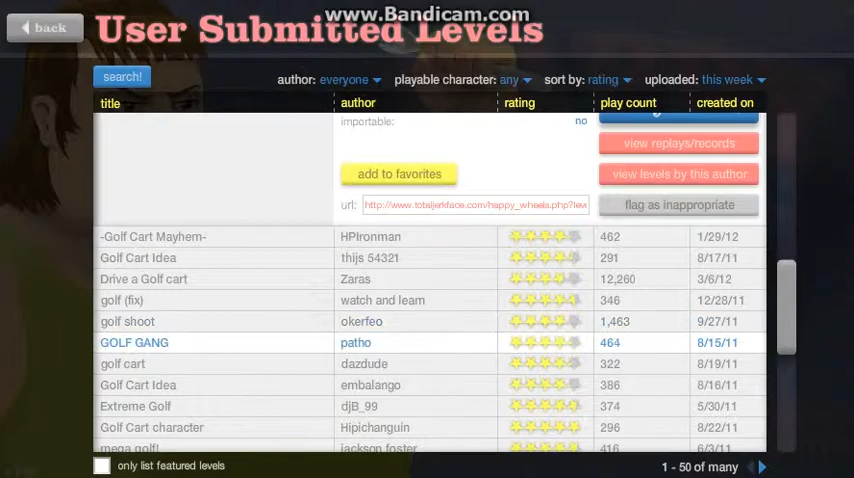 www.Bandicam.com
back
User Submitted Levels
search!
author: everyone playable character: any sort by: rating uploaded: this week
title author rating play count created on
importable: no
view replays/records
add to favorites view levels by this author
url: http://www.totaljerkface.com/happy_wheels.php?leve flag as inappropriate
-Golf Cart Mayhem- HPIronman 462 1/29/12
Golf Cart Idea thijs 54321 291 8/17/11
Drive a Golf cart Zaras 12,260 3/6/12
golf (fix) watch and learn 346 12/28/11
golf shoot okerfeo 1,463 9/27/11
GOLF GANG patho 464 8/15/11
golf cart dazdude 322 8/19/11
Golf Cart Idea embalango 386 8/16/11
Extreme Golf djB_99 374 5/30/11
Golf Cart character Hipichanguin 296 8/22/11
mega golf! jackson foster 416 6/3/11
only list featured levels 1 - 50 of many